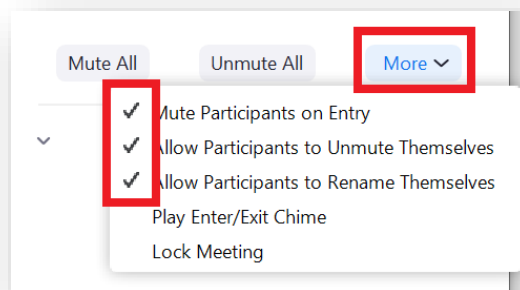 Mute All Unmute All More
Mute Participants on Entry
Allow Participants to Unmute Themselves
Allow Participants to Rename Themselves
Play Enter/Exit Chime
Lock Meeting